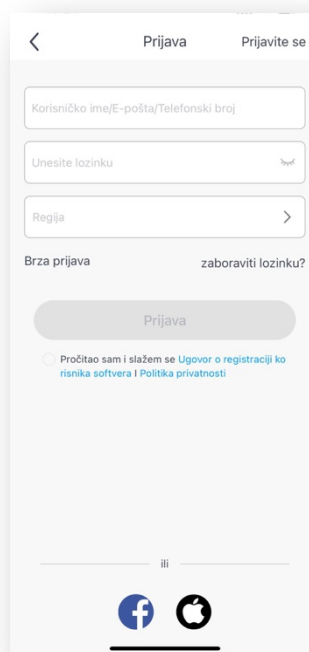 Prijava Prijavite se
Korisničko ime/E-pošta/Telefonski broj
Unesite lozinku
Regija
Brza prijava zaboraviti lozinku?
Prijava
Pročitao sam i slažem se Ugovor o registraciji ko
risnika softvera I Politika privatnosti
ili